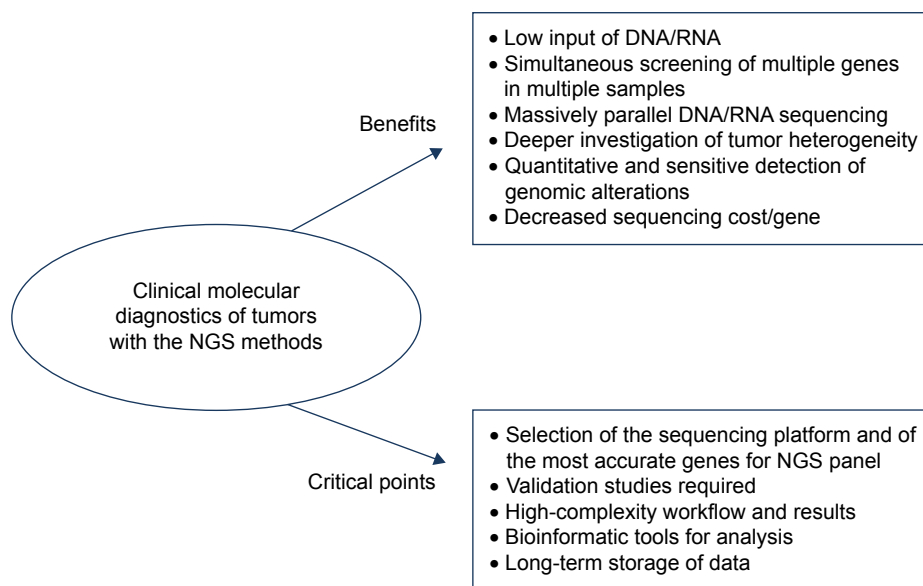 • Low input of DNA/RNA
• Simultaneous screening of multiple genes
in multiple samples
• Massively parallel DNA/RNA sequencing
• Deeper investigation of tumor heterogeneity
• Quantitative and sensitive detection of
genomic alterations
• Decreased sequencing cost/gene
Benefits
Clinical molecular
diagnostics of tumors
with the NGS methods
Critical points
• Selection of the sequencing platform and of
the most accurate genes for NGS panel
• Validation studies required
• High-complexity workflow and results
• Bioinformatic tools for analysis
• Long-term storage of data